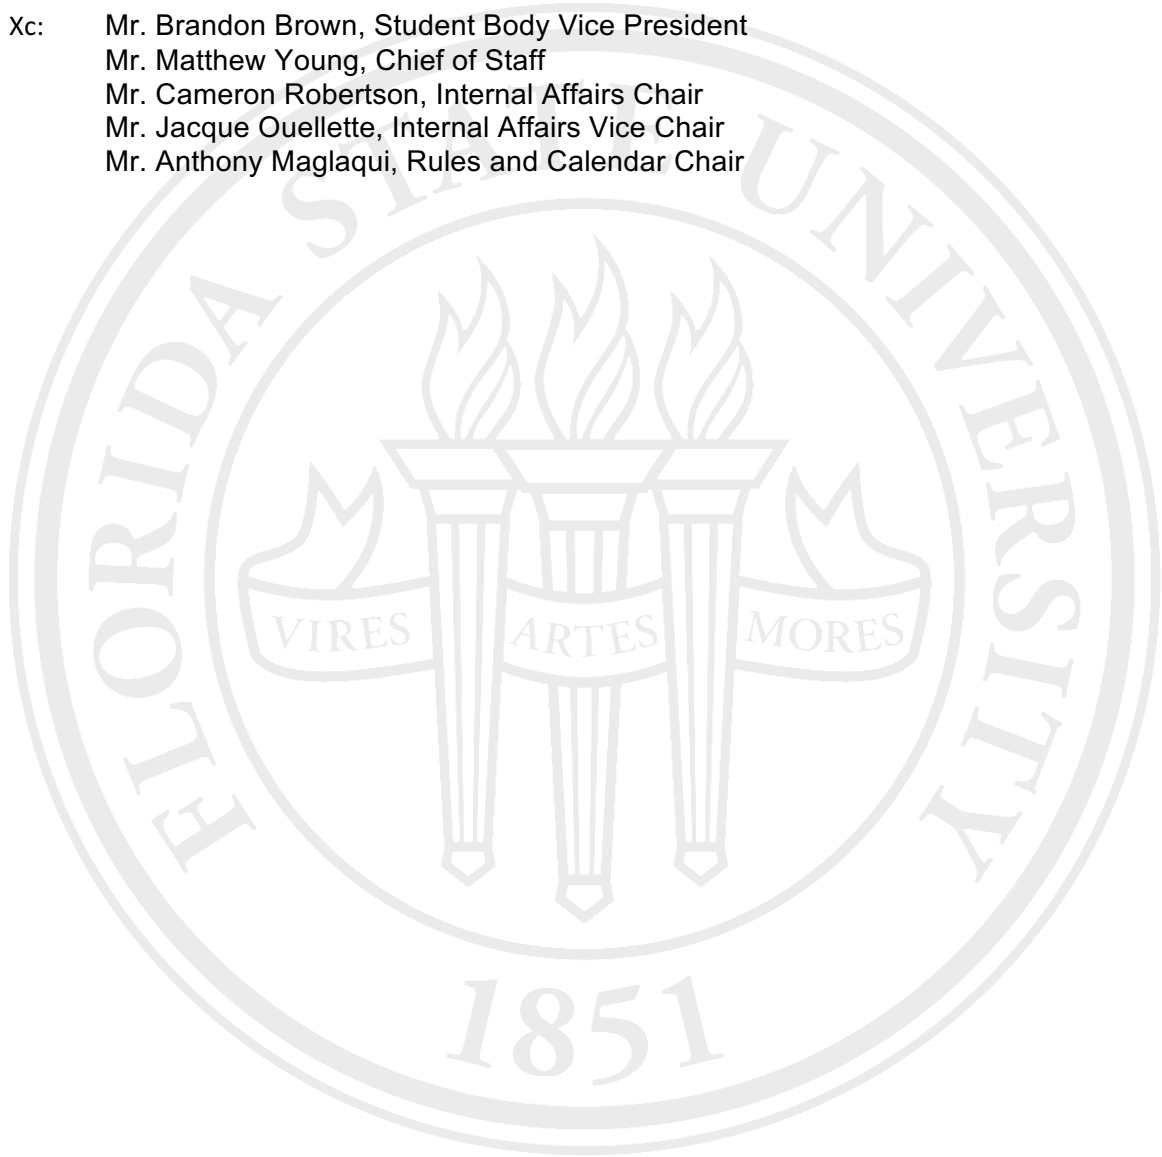 Xc: Mr. Brandon Brown, Student Body Vice President
Mr. Matthew Young, Chief of Staff
Mr. Cameron Robertson, Internal Affairs Chair
Mr. Jacque Ouellette, Internal Affairs Vice Chair
Mr. Anthony Maglaqui, Rules and Calendar Chair
FLORIDA STATE UNIVERSITY
VIRES ARTES MORES
1851